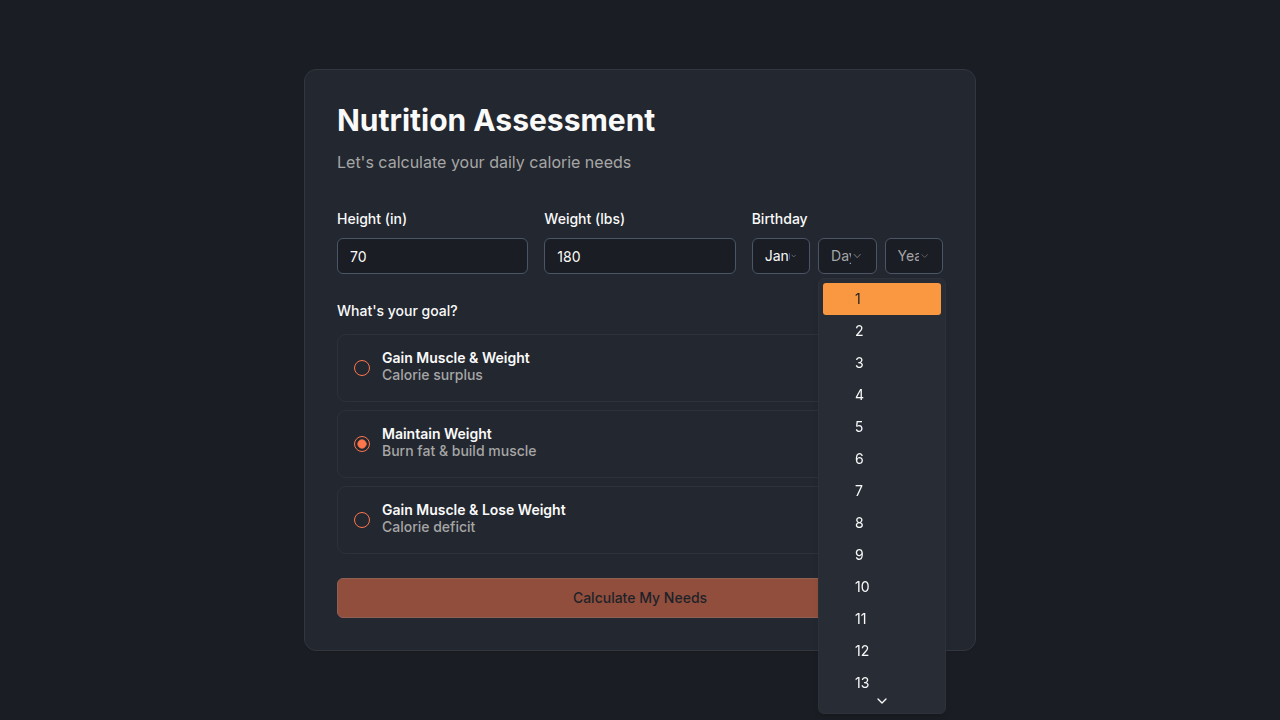 Nutrition Assessment
Let's calculate your daily calorie needs
Height (in) Weight (lbs) Birthday
70 180 Jan Day Yea
What's your goal?
Gain Muscle & Weight
Calorie surplus
Maintain Weight
Burn fat & build muscle
Gain Muscle & Lose Weight
Calorie deficit
Calculate My Needs
1
2
3
4
5
6
7
8
9
10
11
12
13